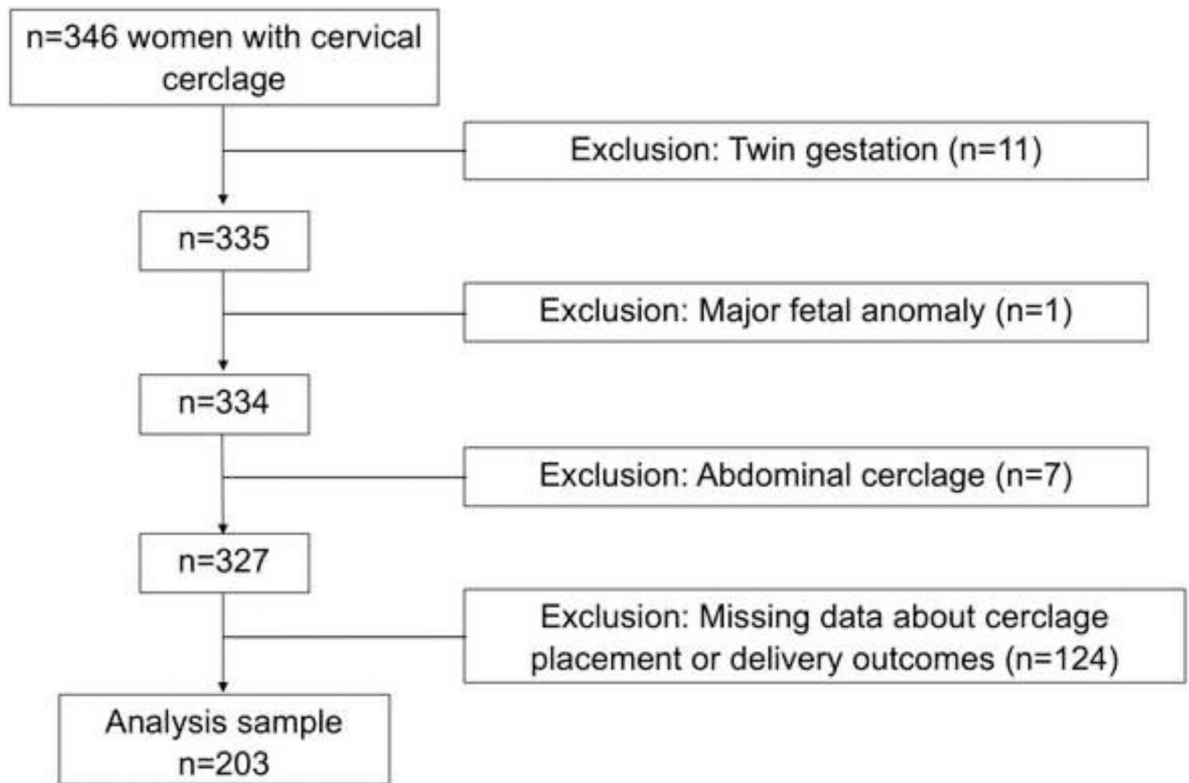 n=346 women with cervical
cerclage
Exclusion: Twin gestation (n=11)
n=335
Exclusion: Major fetal anomaly (n=1)
n=334
Exclusion: Abdominal cerclage (n=7)
n=327
Exclusion: Missing data about cerclage
placement or delivery outcomes (n=124)
Analysis sample
n=203